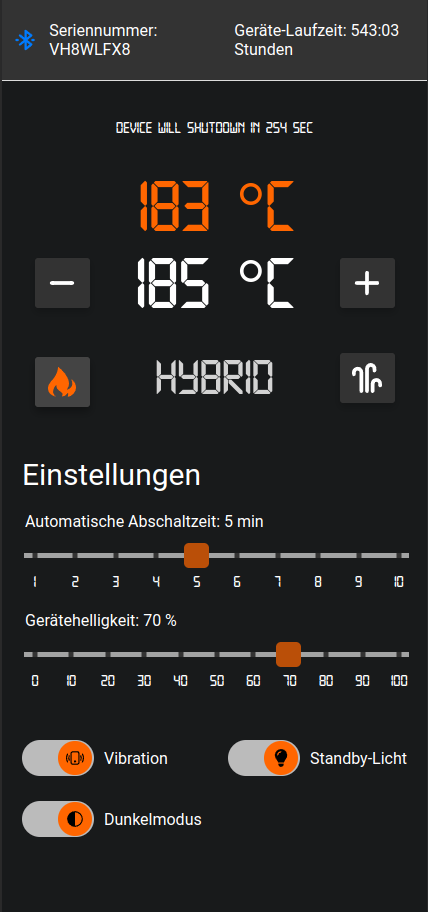 Seriennummer:
VH8WLFX8
Geräte-Laufzeit: 543:03
Stunden
DEVICE WILL SHUTDOWN IN 254 SEC
183 °C
185 °C
HYBRID
Einstellungen
Automatische Abschaltzeit: 5 min
1 2 3 4 5 6 7 8 9 10
Gerätehelligkeit: 70 %
0 10 20 30 40 50 60 70 80 90 100
Vibration
Standby-Licht
Dunkelmodus